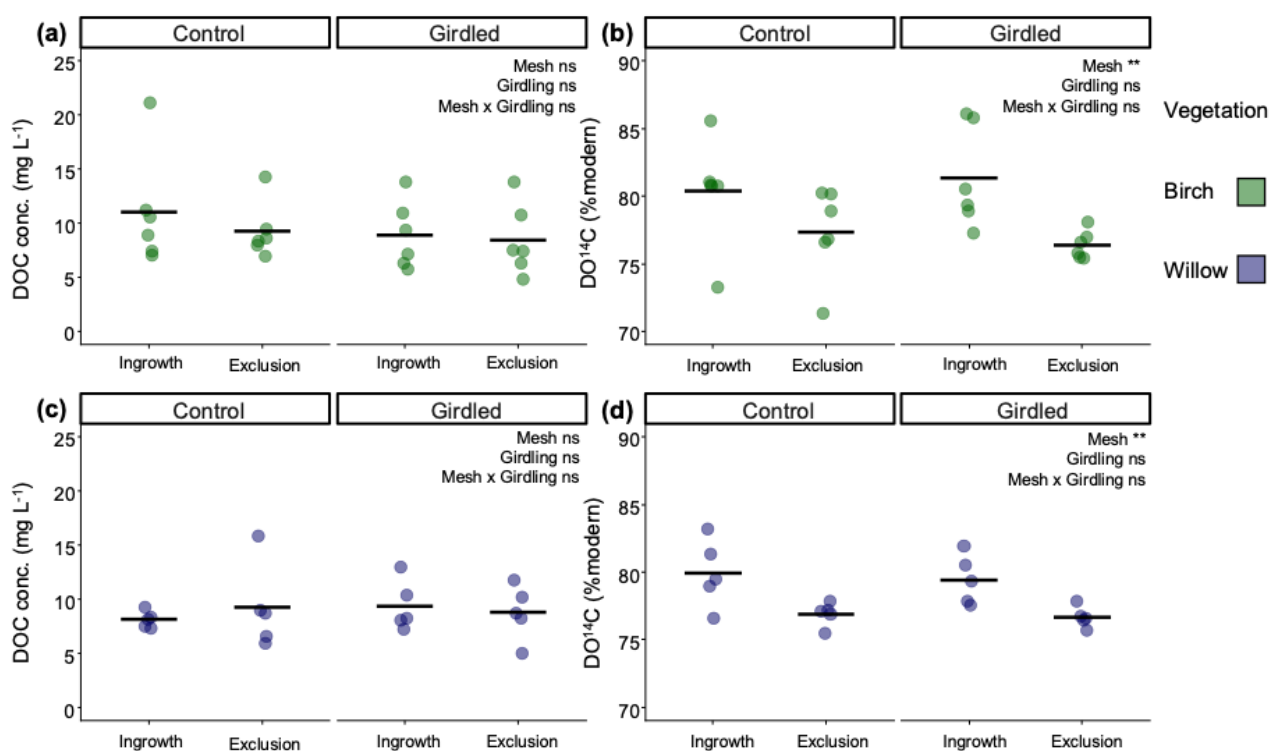 (a)
Control
Girdled
Mesh ns
Girdling ns
Mesh x Girdling ns
DOC conc. (mg L⁻¹)
25
20
15
10
5
0
Ingrowth
Exclusion
Ingrowth
Exclusion
(b)
Control
Girdled
Mesh **
Girdling ns
Mesh x Girdling ns
DO¹⁴C (%modern)
90
85
80
75
70
Ingrowth
Exclusion
Ingrowth
Exclusion
Vegetation
Birch
Willow
(c)
Control
Girdled
Mesh ns
Girdling ns
Mesh x Girdling ns
DOC conc. (mg L⁻¹)
25
20
15
10
5
0
Ingrowth
Exclusion
Ingrowth
Exclusion
(d)
Control
Girdled
Mesh **
Girdling ns
Mesh x Girdling ns
DO¹⁴C (%modern)
90
85
80
75
70
Ingrowth
Exclusion
Ingrowth
Exclusion